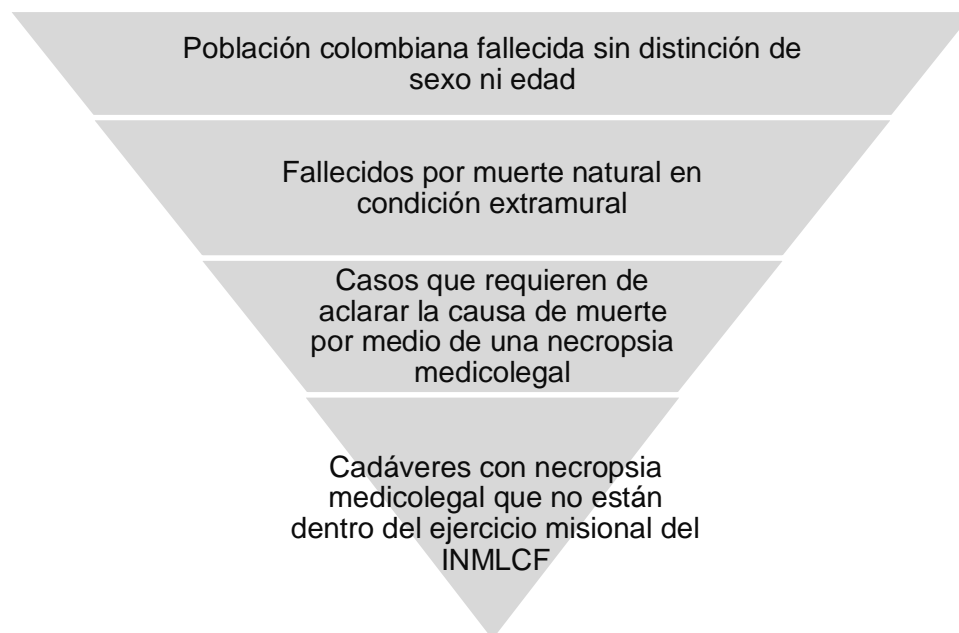 Población colombiana fallecida sin distinción de
sexo ni edad
Fallecidos por muerte natural en
condición extramural
Casos que requieren de
aclarar la causa de muerte
por medio de una necropsia
medicolegal
Cadáveres con necropsia
medicolegal que no están
dentro del ejercicio misional del
INMLCF